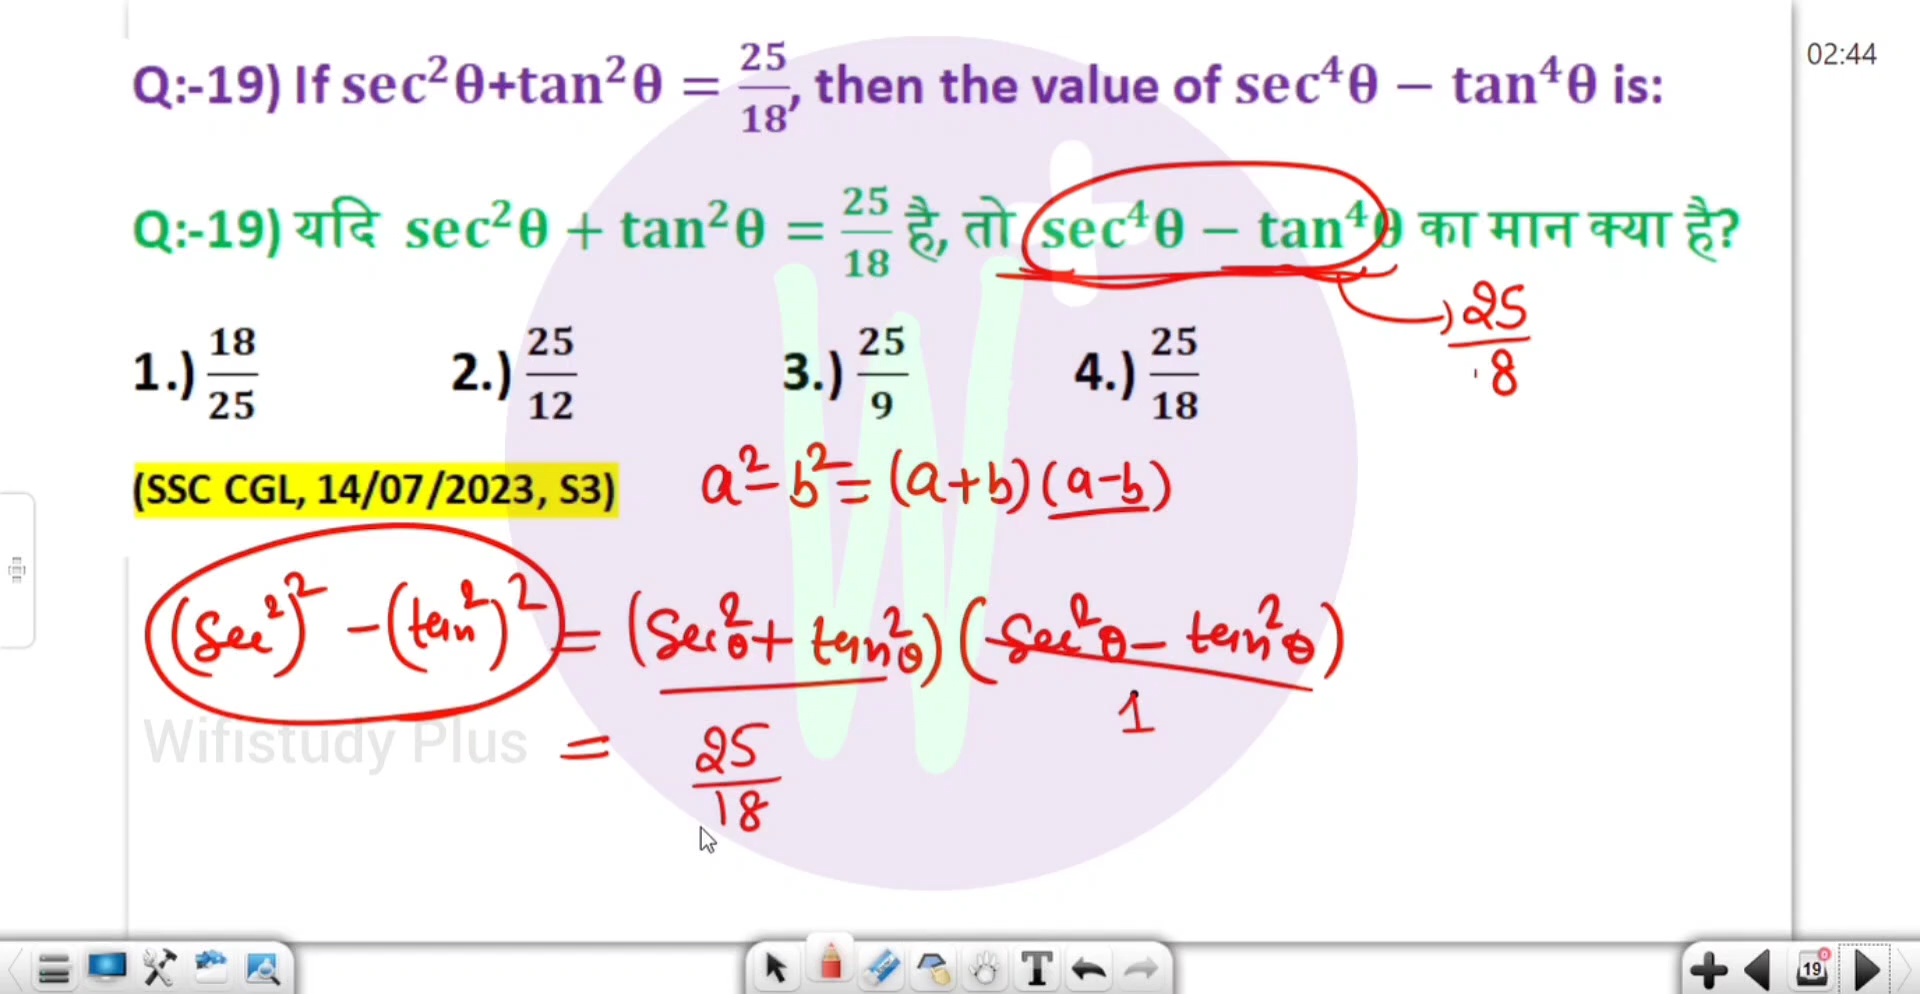 02:44
Q:-19) If sec²θ+tan²θ = 25/18, then the value of sec⁴θ − tan⁴θ is:
Q:-19) यदि sec²θ + tan²θ = 25/18 है, तो sec⁴θ − tan⁴θ का मान क्या है?
25/18
1.) 18/25 2.) 25/12 3.) 25/9 4.) 25/18
(SSC CGL, 14/07/2023, S3)
a² − b² = (a+b)(a−b)
(sec²)² − (tan²)² = (sec²θ + tan²θ)(sec²θ − tan²θ)
1
= 25/18
Wifistudy Plus
T
19
0